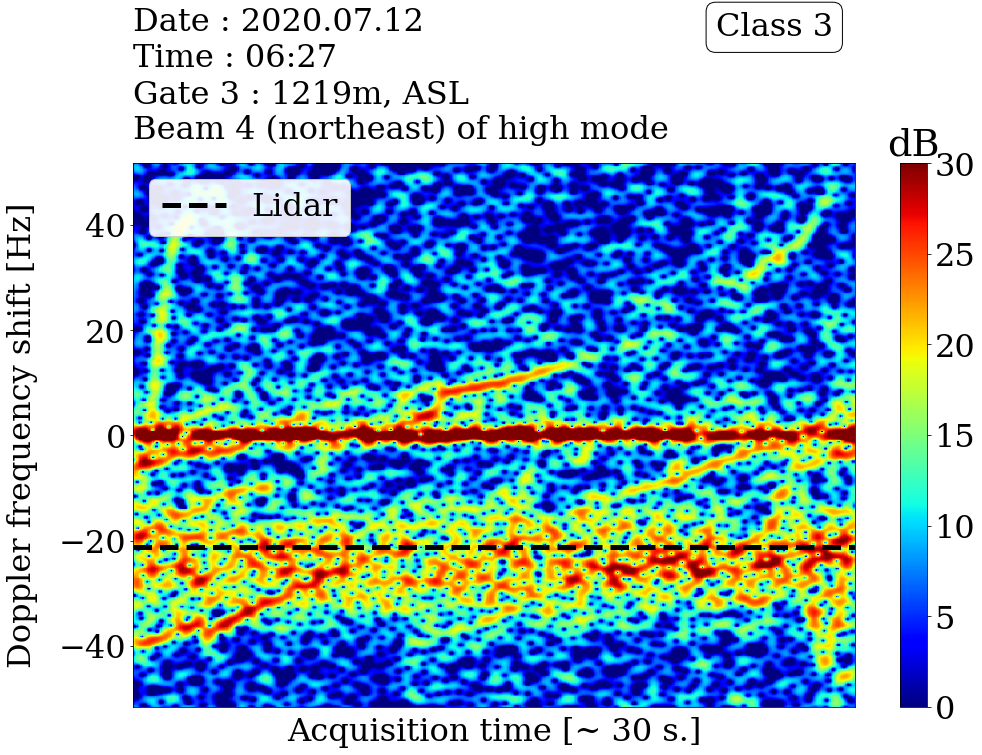 Date : 2020.07.12
Class 3
Time : 06:27
Gate 3 : 1219m, ASL
Beam 4 (northeast) of high mode
dB
Lidar
Doppler frequency shift [Hz]
40
20
0
−20
−40
30
25
20
15
10
5
0
Acquisition time [~ 30 s.]